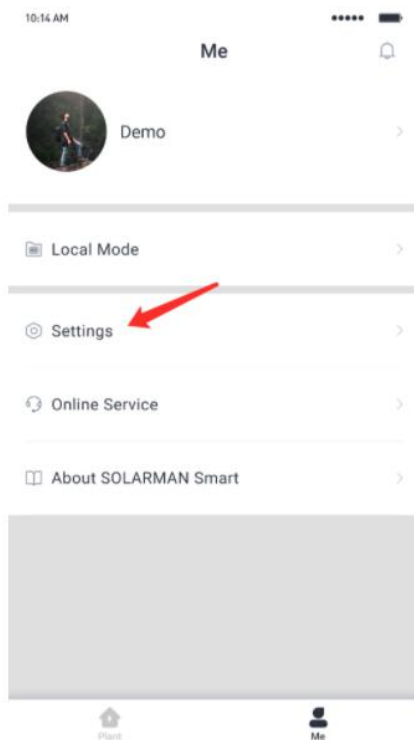 10:14 AM
Me
Demo
Local Mode
Settings
Online Service
About SOLARMAN Smart
Plant
Me